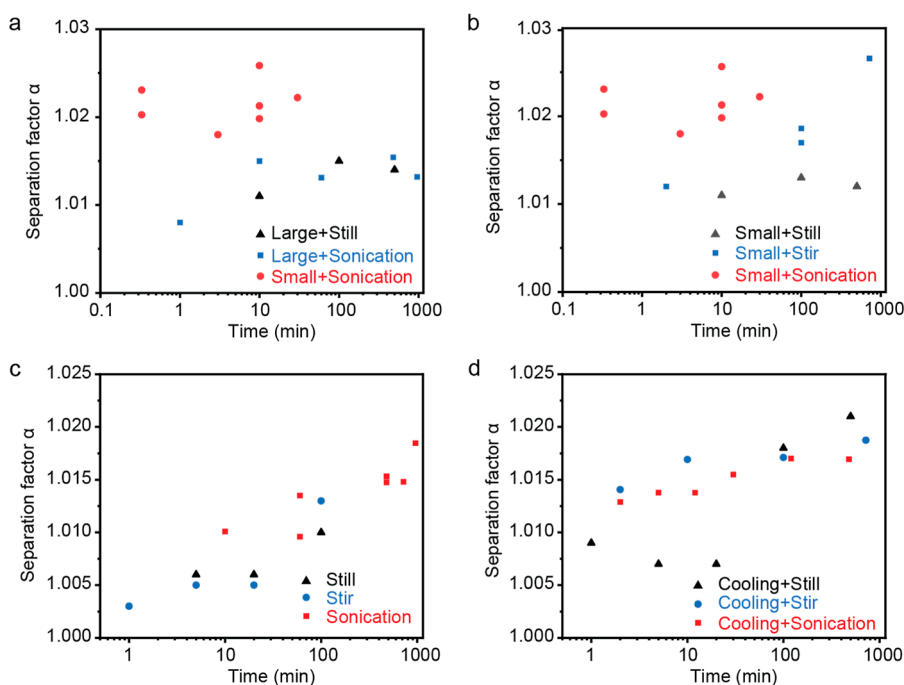 a
1.03
1.02
1.01
1.00
Separation factor α
Large+Still
Large+Sonication
Small+Sonication
0.1 1 10 100 1000
Time (min)
b
1.03
1.02
1.01
1.00
Separation factor α
Small+Still
Small+Stir
Small+Sonication
0.1 1 10 100 1000
Time (min)
c
1.025
1.020
1.015
1.010
1.005
1.000
Separation factor α
Still
Stir
Sonication
1 10 100 1000
Time (min)
d
1.025
1.020
1.015
1.010
1.005
1.000
Separation factor α
Cooling+Still
Cooling+Stir
Cooling+Sonication
1 10 100 1000
Time (min)